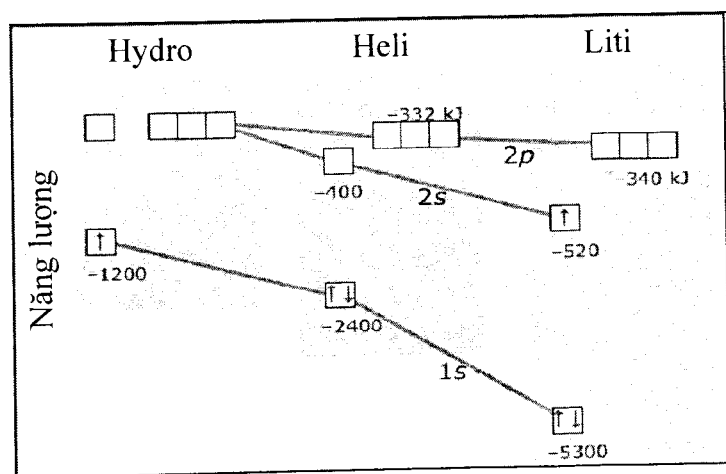 Hydro Heli Liti
Năng lượng
-332 kJ
2p
-340 kJ
-400
2s
↑
-520
↑
-1200
↑↓
-2400
1s
↑↓
-5300